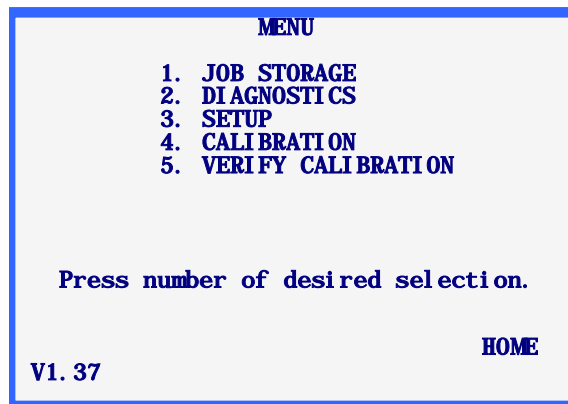 MENU
1. JOB STORAGE
2. DIAGNOSTICS
3. SETUP
4. CALIBRATION
5. VERIFY CALIBRATION
Press number of desired selection.
HOME
V1.37